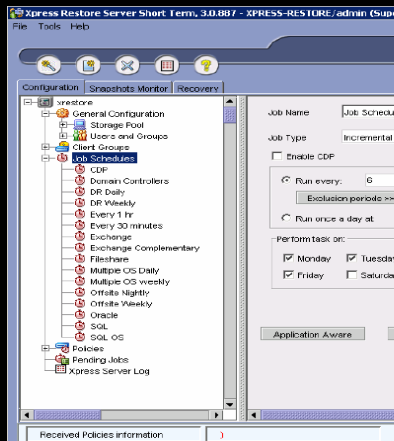 Xpress Restore Server Short Term, 3.0.887 - XPRESS-RESTORE/admin (Supe
File Tools Help
Configuration Snapshots Monitor Recovery
xrestore
General Configuration
Storage Pool
Users and Groups
Client Groups
Job Schedules
CDP
Domain Controllers
DR Daily
DR Weekly
Every 1 hr
Every 30 minutes
Exchange
Exchange Complementary
Fileshare
Multiple OS Daily
Multiple OS weekly
Offsite Nightly
Offsite Weekly
Oracle
SQL
SQL OS
Policies
Pending Jobs
Xpress Server Log
Job Name Job Schedu
Job Type Incremental
Enable CDP
Run every: 6
Exclusion periods >>
Run once a day at
Perform task on:
Monday Tuesday
Friday Saturda
Application Aware
Received Policies information